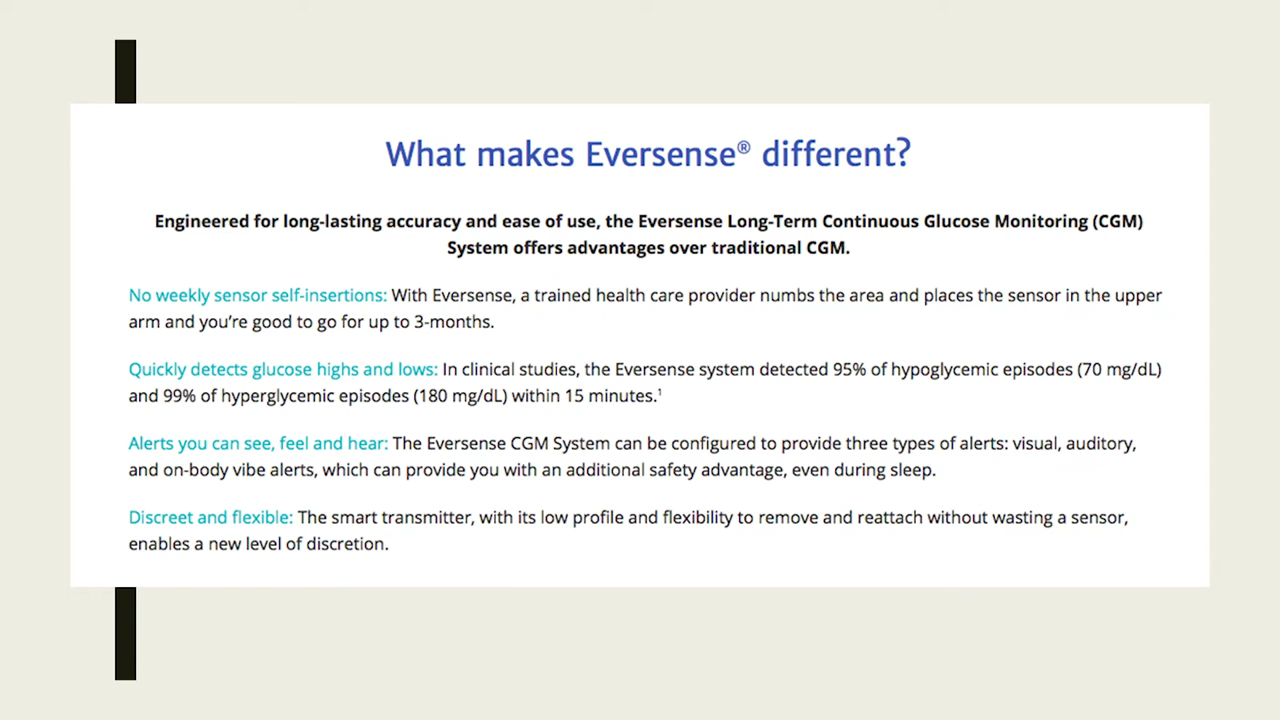 What makes Eversense® different?
Engineered for long-lasting accuracy and ease of use, the Eversense Long-Term Continuous Glucose Monitoring (CGM)
System offers advantages over traditional CGM.
No weekly sensor self-insertions: With Eversense, a trained health care provider numbs the area and places the sensor in the upper
arm and you’re good to go for up to 3-months.
Quickly detects glucose highs and lows: In clinical studies, the Eversense system detected 95% of hypoglycemic episodes (70 mg/dL)
and 99% of hyperglycemic episodes (180 mg/dL) within 15 minutes.¹
Alerts you can see, feel and hear: The Eversense CGM System can be configured to provide three types of alerts: visual, auditory,
and on-body vibe alerts, which can provide you with an additional safety advantage, even during sleep.
Discreet and flexible: The smart transmitter, with its low profile and flexibility to remove and reattach without wasting a sensor,
enables a new level of discretion.